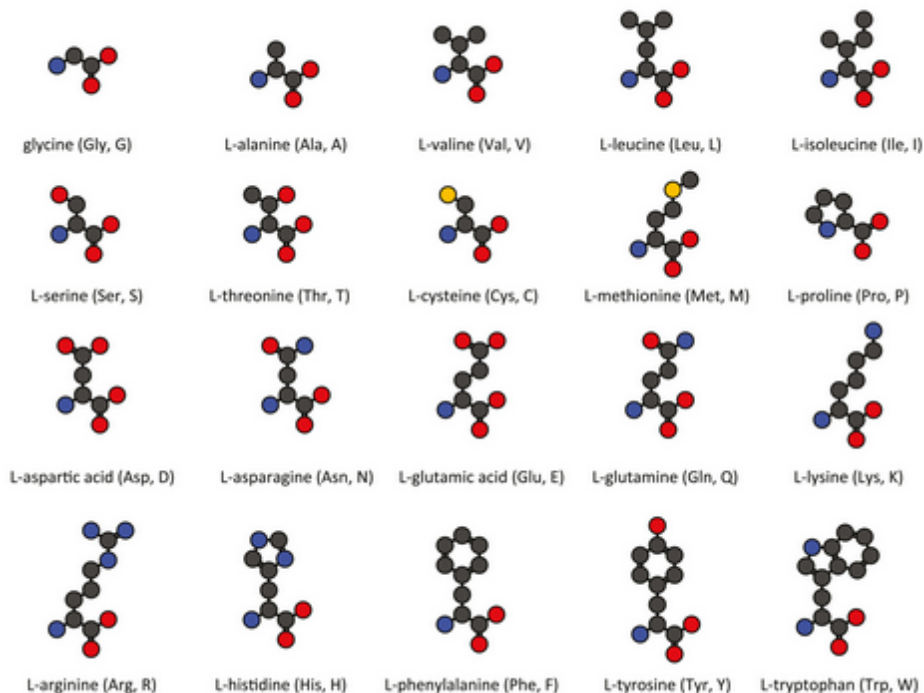 glycine (Gly, G)
L-alanine (Ala, A)
L-valine (Val, V)
L-leucine (Leu, L)
L-isoleucine (Ile, I)
L-serine (Ser, S)
L-threonine (Thr, T)
L-cysteine (Cys, C)
L-methionine (Met, M)
L-proline (Pro, P)
L-aspartic acid (Asp, D)
L-asparagine (Asn, N)
L-glutamic acid (Glu, E)
L-glutamine (Gln, Q)
L-lysine (Lys, K)
L-arginine (Arg, R)
L-histidine (His, H)
L-phenylalanine (Phe, F)
L-tyrosine (Tyr, Y)
L-tryptophan (Trp, W)